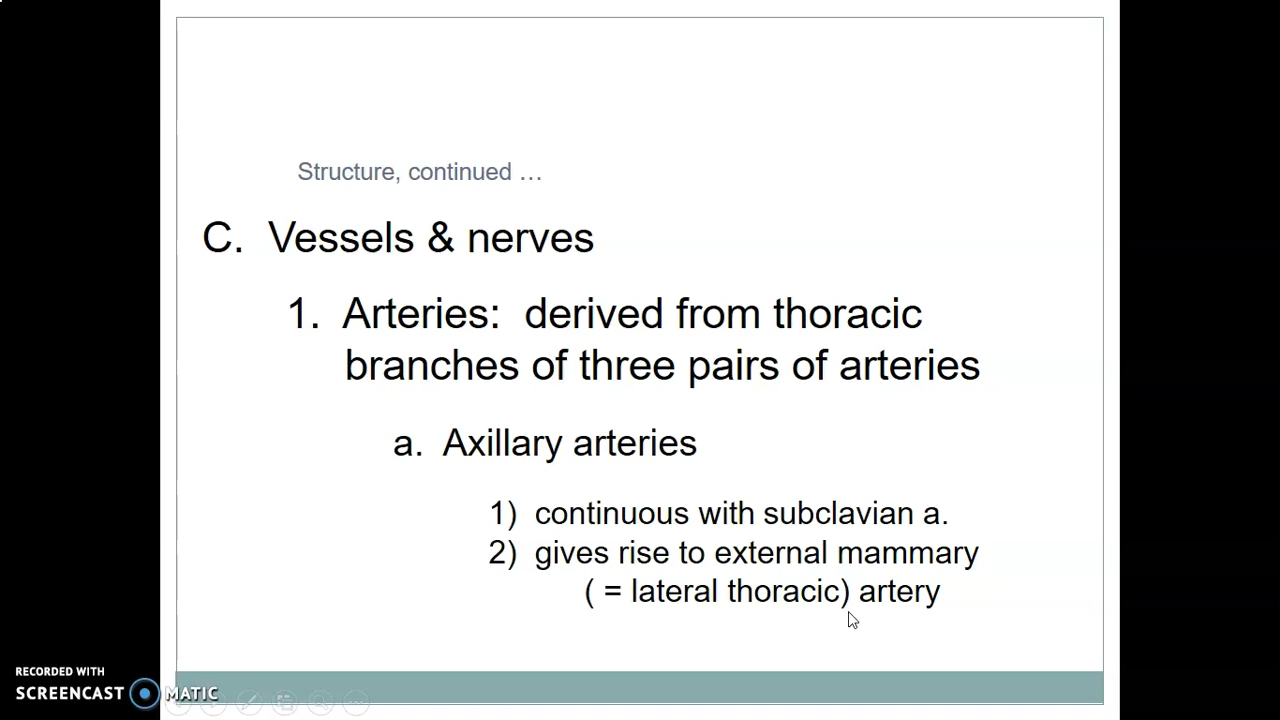 Structure, continued …
C. Vessels & nerves
1. Arteries: derived from thoracic
branches of three pairs of arteries
a. Axillary arteries
1) continuous with subclavian a.
2) gives rise to external mammary
( = lateral thoracic) artery
RECORDED WITH
SCREENCAST MATIC